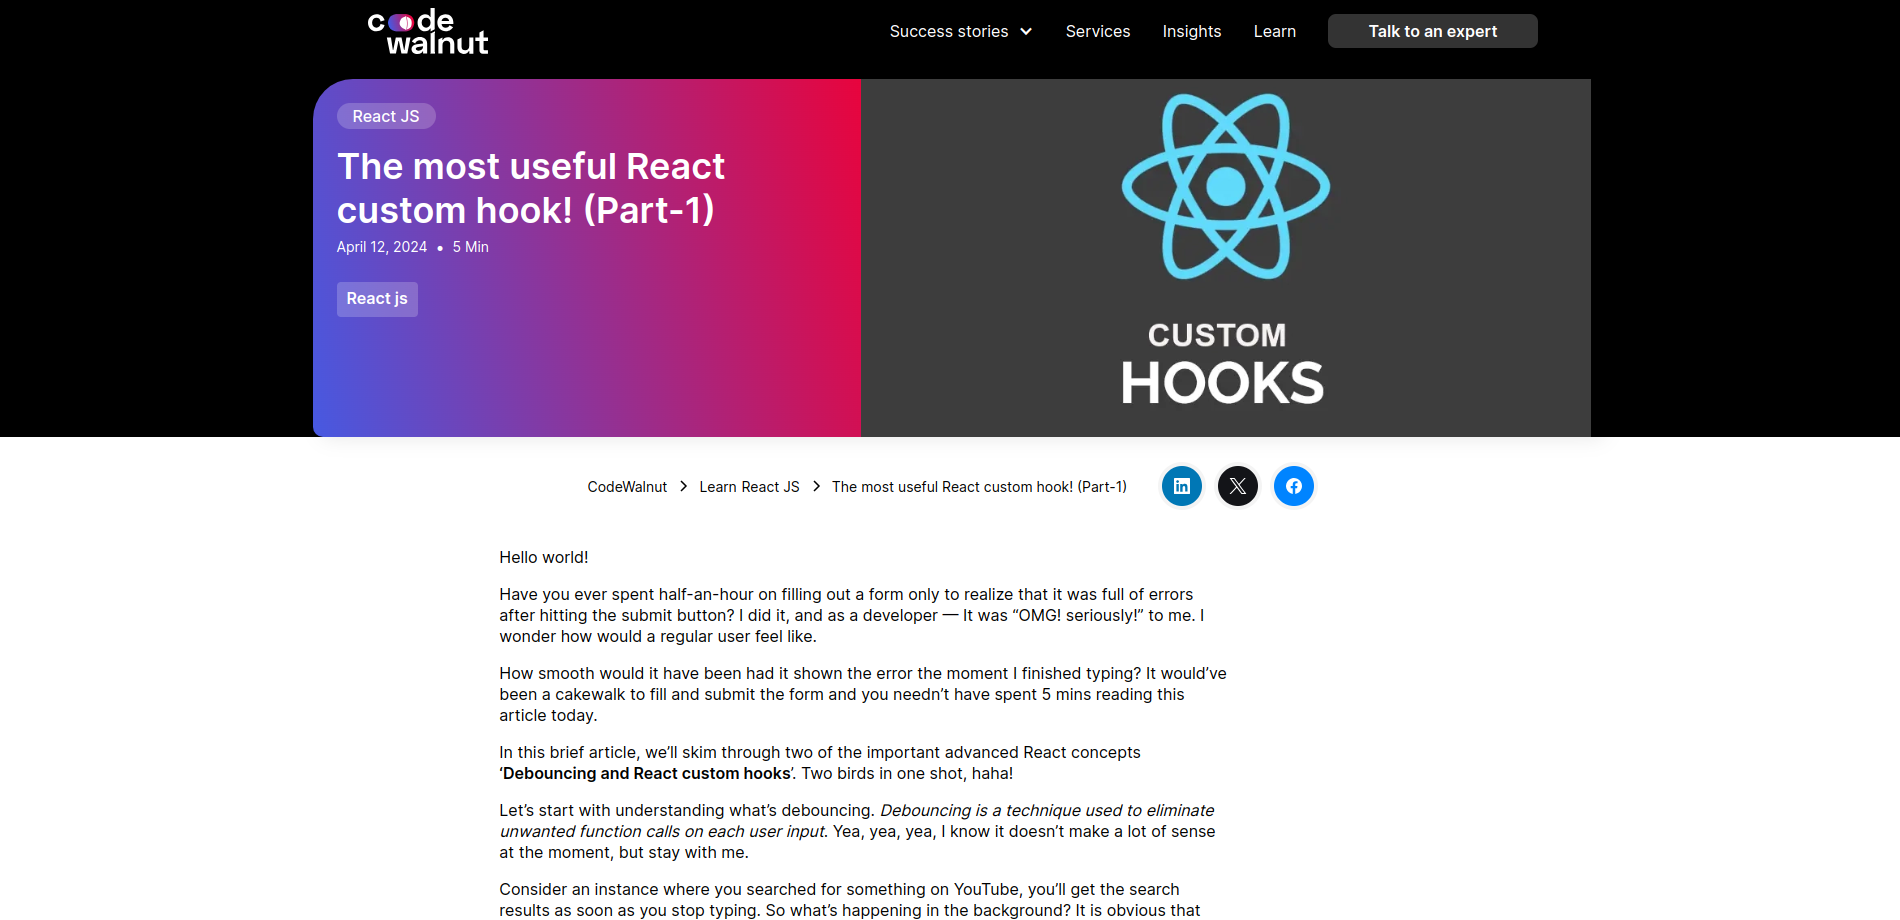 code
walnut
Success stories
Services
Insights
Learn
Talk to an expert
React JS
The most useful React
custom hook! (Part-1)
April 12, 2024 • 5 Min
React js
CUSTOM
HOOKS
CodeWalnut > Learn React JS > The most useful React custom hook! (Part-1)
in
X
f
Hello world!
Have you ever spent half-an-hour on filling out a form only to realize that it was full of errors
after hitting the submit button? I did it, and as a developer — It was “OMG! seriously!” to me. I
wonder how would a regular user feel like.
How smooth would it have been had it shown the error the moment I finished typing? It would’ve
been a cakewalk to fill and submit the form and you needn’t have spent 5 mins reading this
article today.
In this brief article, we’ll skim through two of the important advanced React concepts
‘Debouncing and React custom hooks’. Two birds in one shot, haha!
Let’s start with understanding what’s debouncing. Debouncing is a technique used to eliminate
unwanted function calls on each user input. Yea, yea, yea, I know it doesn’t make a lot of sense
at the moment, but stay with me.
Consider an instance where you searched for something on YouTube, you’ll get the search
results as soon as you stop typing. So what’s happening in the background? It is obvious that